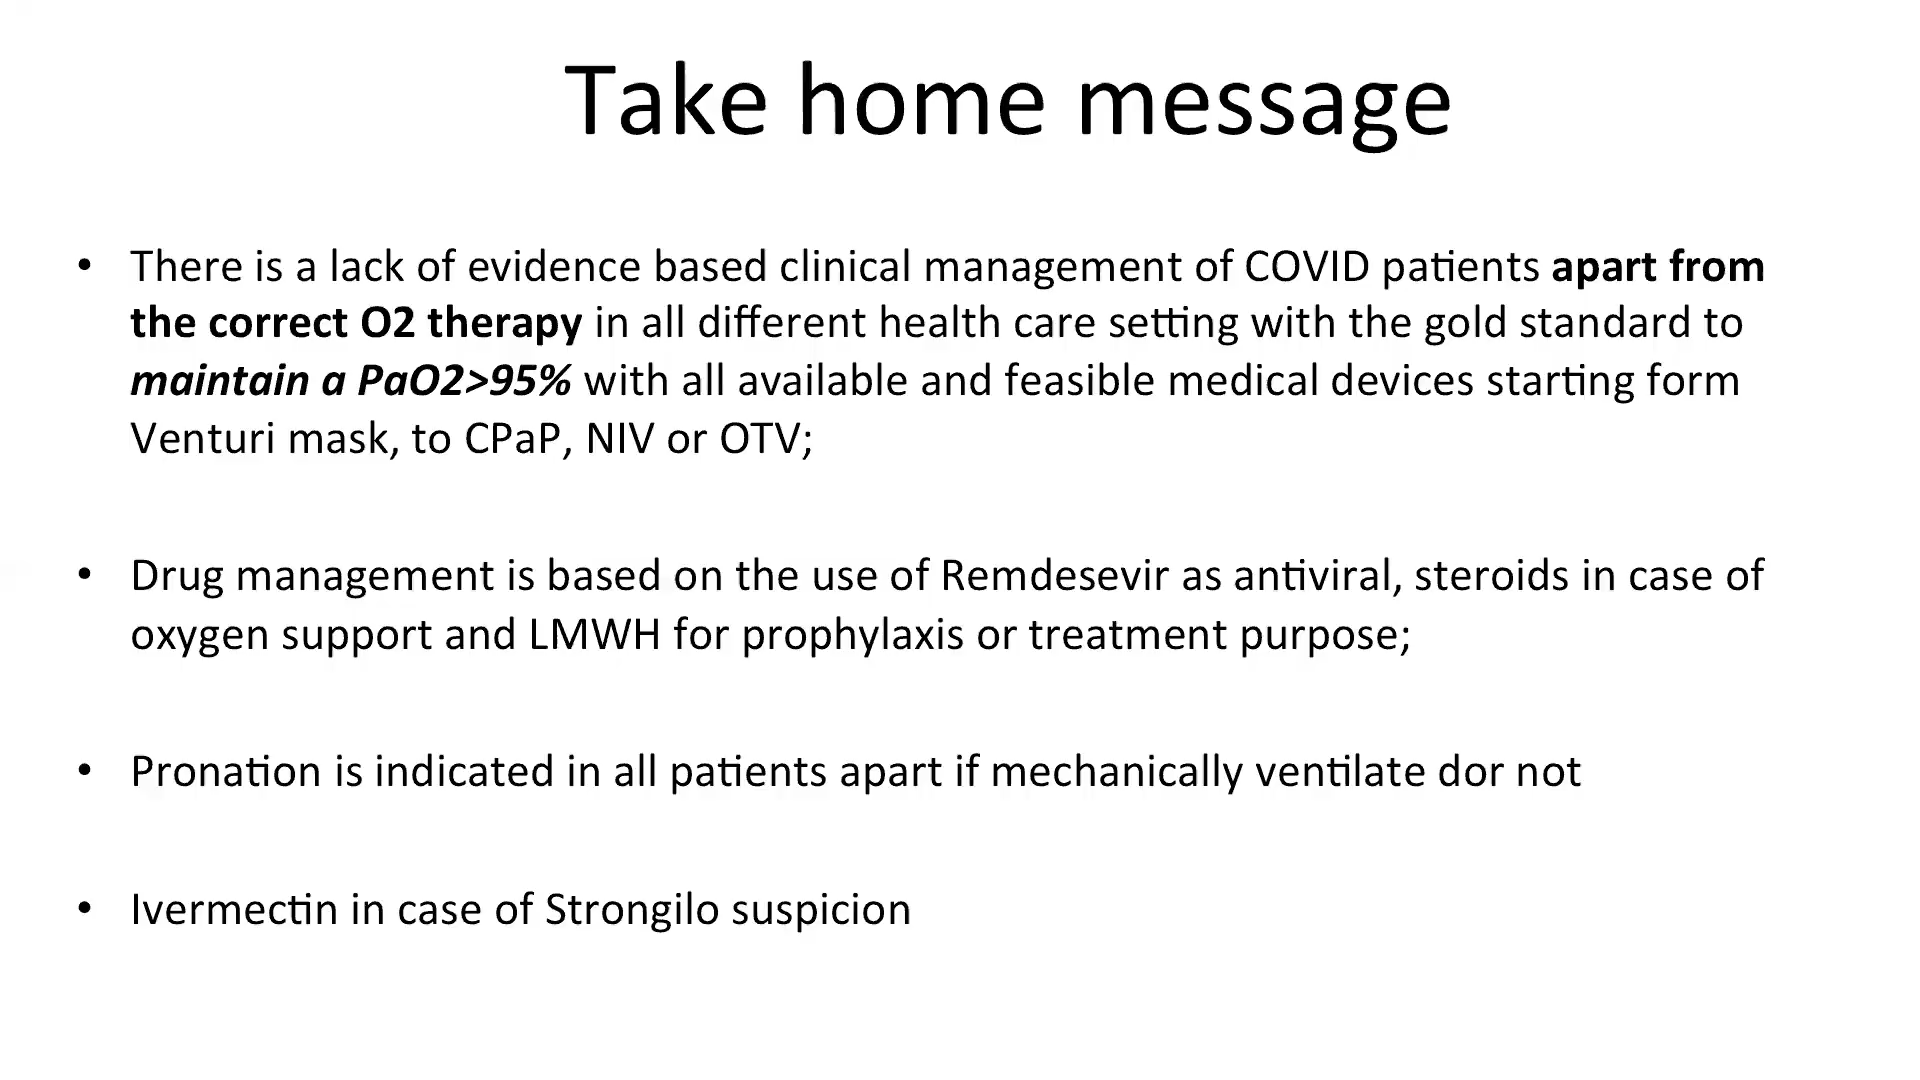 Take home message
• There is a lack of evidence based clinical management of COVID patients apart from
the correct O2 therapy in all different health care setting with the gold standard to
maintain a PaO2>95% with all available and feasible medical devices starting form
Venturi mask, to CPaP, NIV or OTV;
• Drug management is based on the use of Remdesevir as antiviral, steroids in case of
oxygen support and LMWH for prophylaxis or treatment purpose;
• Pronation is indicated in all patients apart if mechanically ventilate dor not
• Ivermectin in case of Strongilo suspicion